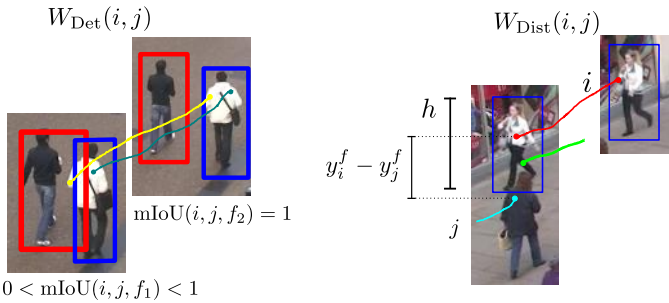 W_Det(i, j)
mIoU(i, j, f_2) = 1
0 < mIoU(i, j, f_1) < 1
W_Dist(i, j)
i
h
y_i^f − y_j^f
j